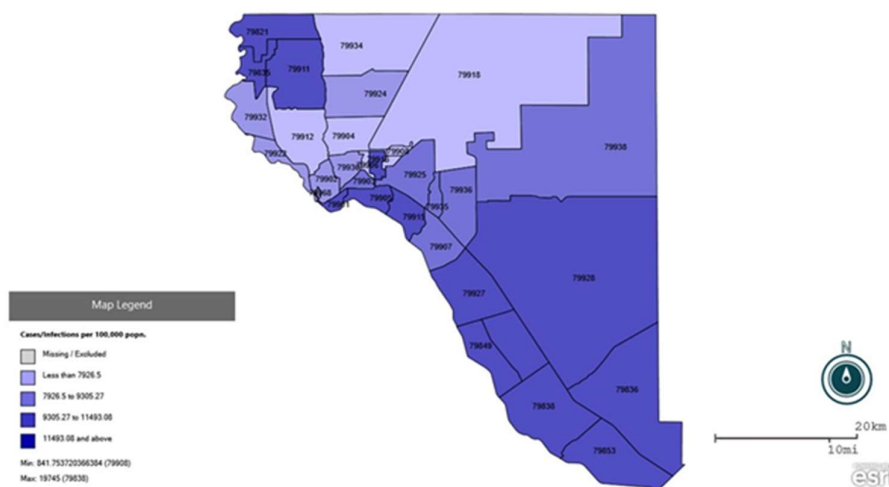 79821
79934
79835
79911
79918
79924
79932
79912
79904
79938
79922
79902
79925
79936
79935
79905
79915
79907
79928
79927
79849
79836
79838
79853
Map Legend
Cases/Infections per 100,000 popn.
Missing / Excluded
Less than 7926.5
7926.5 to 9305.27
9305.27 to 11493.08
11493.08 and above
Min: 841.753720366384 (79908)
Max: 19745 (79838)
N
20km
10mi
esri